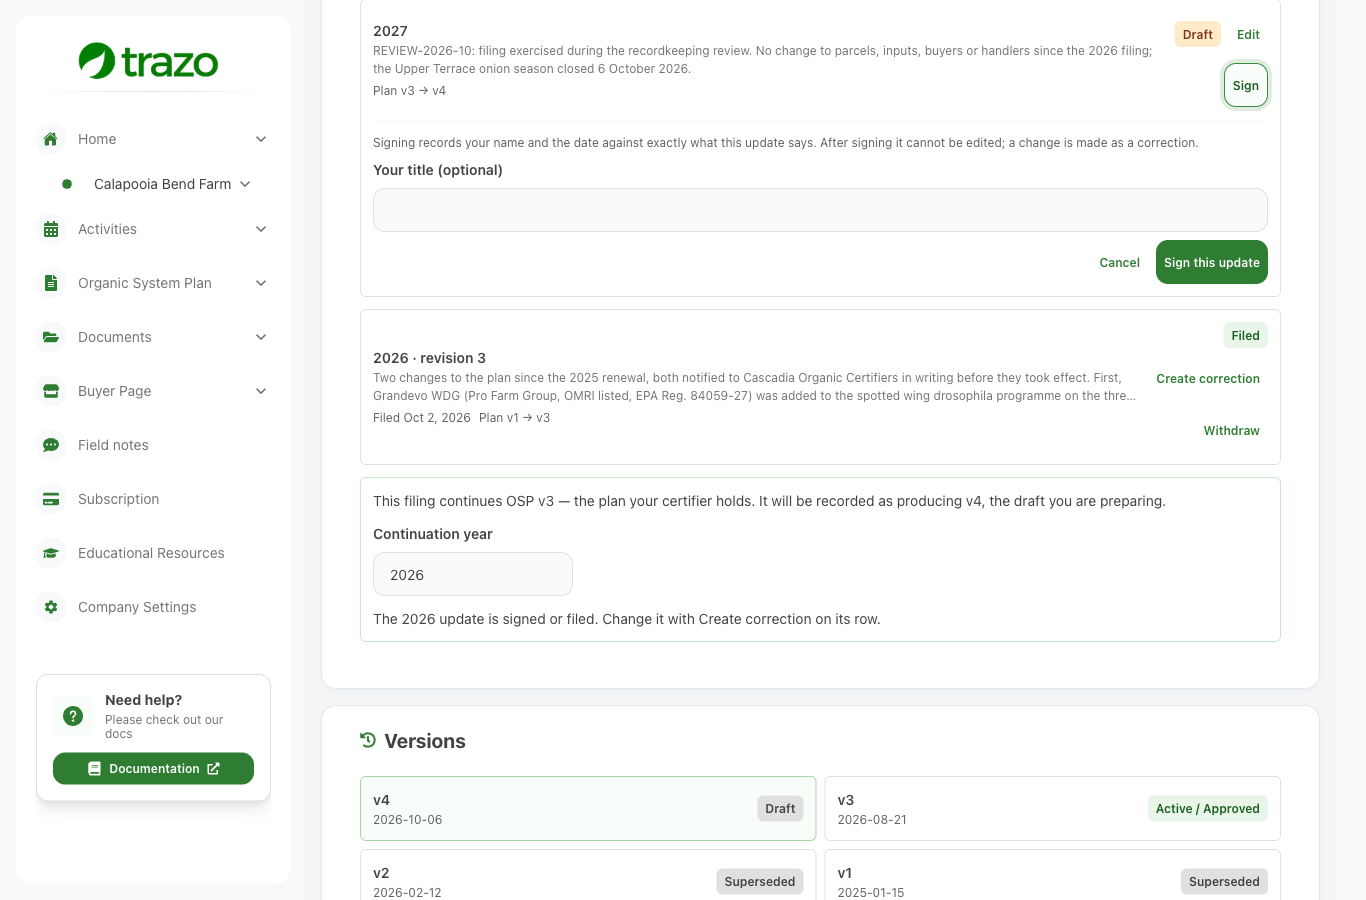 trazo
Home
Calapooia Bend Farm
Activities
Organic System Plan
Documents
Buyer Page
Field notes
Subscription
Educational Resources
Company Settings
Need help?
Please check out our
docs
Documentation
2027
Draft
Edit
REVIEW-2026-10: filing exercised during the recordkeeping review. No change to parcels, inputs, buyers or handlers since the 2026 filing;
the Upper Terrace onion season closed 6 October 2026.
Sign
Plan v3 → v4
Signing records your name and the date against exactly what this update says. After signing it cannot be edited; a change is made as a correction.
Your title (optional)
Cancel
Sign this update
Filed
2026 · revision 3
Two changes to the plan since the 2025 renewal, both notified to Cascadia Organic Certifiers in writing before they took effect. First,
Grandevo WDG (Pro Farm Group, OMRI listed, EPA Reg. 84059-27) was added to the spotted wing drosophila programme on the thre...
Create correction
Filed Oct 2, 2026 Plan v1 → v3
Withdraw
This filing continues OSP v3 — the plan your certifier holds. It will be recorded as producing v4, the draft you are preparing.
Continuation year
2026
The 2026 update is signed or filed. Change it with Create correction on its row.
Versions
v4
2026-10-06
Draft
v3
2026-08-21
Active / Approved
v2
2026-02-12
Superseded
v1
2025-01-15
Superseded